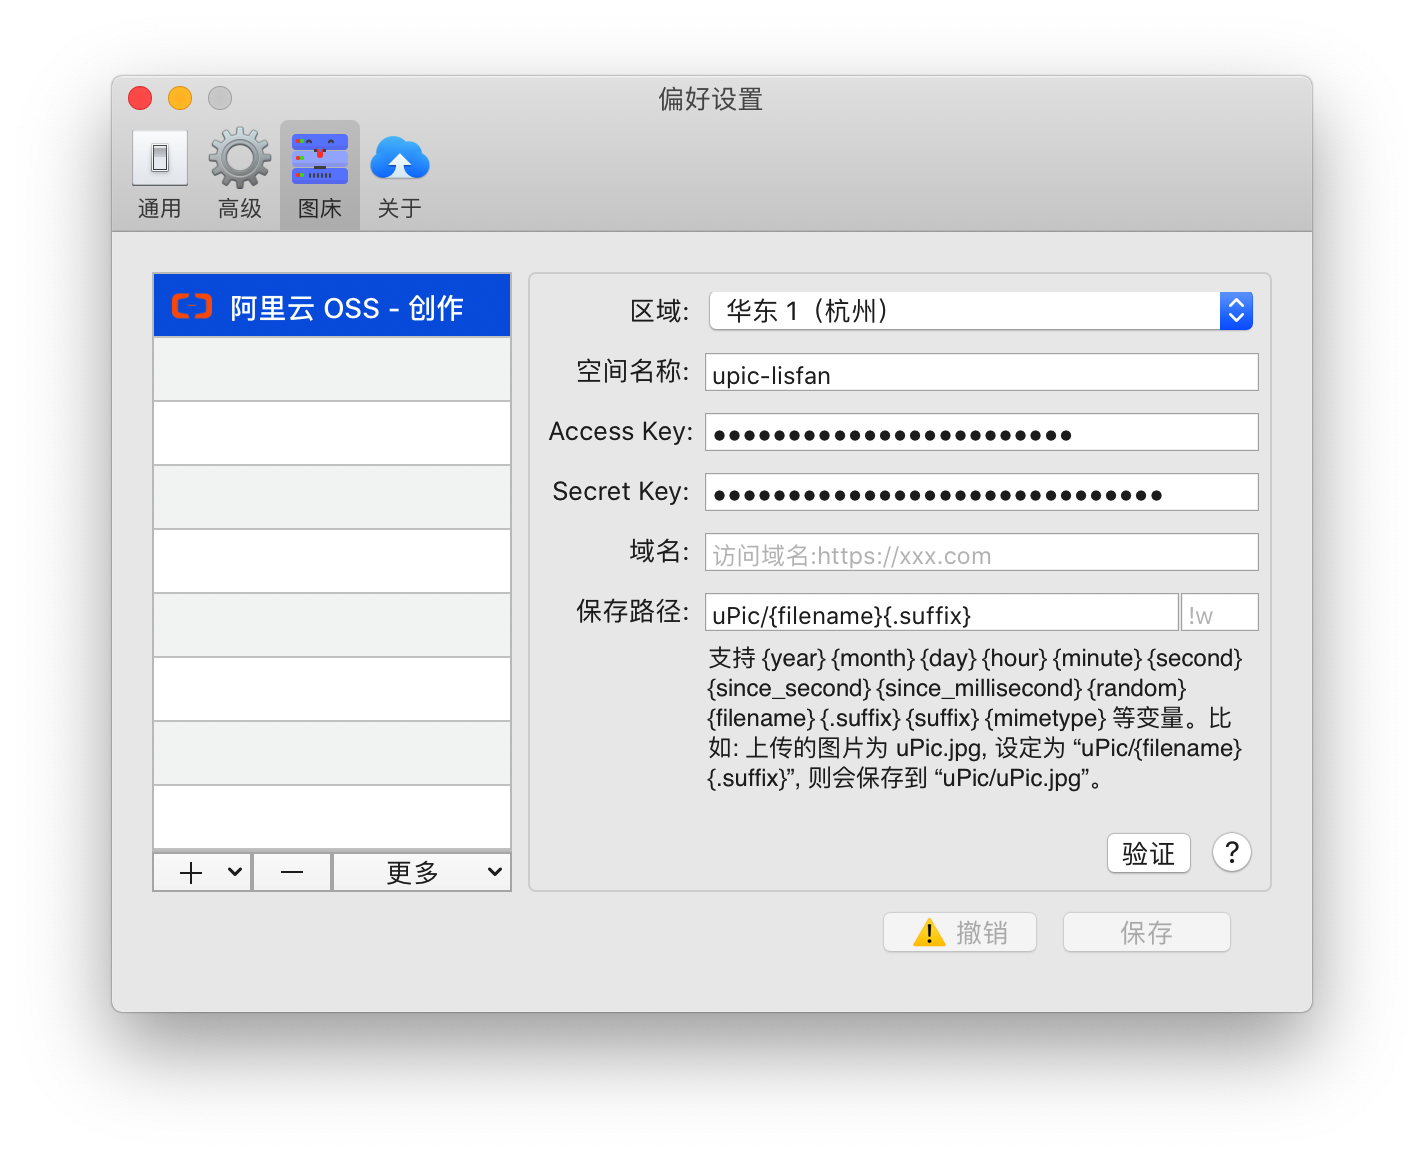 偏好设置
通用
高级
图床
关于
阿里云 OSS - 创作
更多
区域:
华东 1（杭州）
空间名称:
upic-lisfan
Access Key:
●●●●●●●●●●●●●●●●●●●●●●●●
Secret Key:
●●●●●●●●●●●●●●●●●●●●●●●●●●●●●●
域名:
访问域名:https://xxx.com
保存路径:
uPic/{filename}{.suffix}
!w
支持 {year} {month} {day} {hour} {minute} {second}
{since_second} {since_millisecond} {random}
{filename} {.suffix} {suffix} {mimetype} 等变量。比
如: 上传的图片为 uPic.jpg, 设定为 “uPic/{filename}
{.suffix}”, 则会保存到 “uPic/uPic.jpg”。
验证
?
撤销
保存